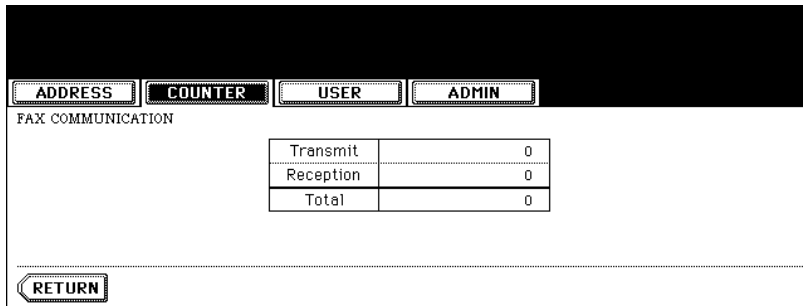 ADDRESS COUNTER USER ADMIN
FAX COMMUNICATION
Transmit 0
Reception 0
Total 0
RETURN